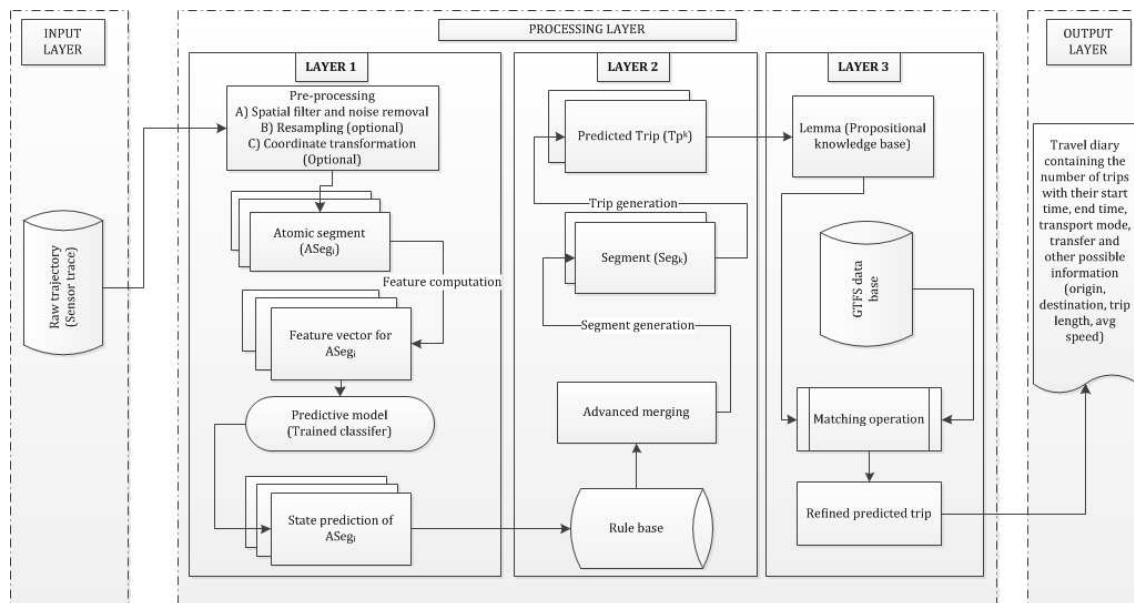 INPUT
LAYER
Raw trajectory
(Sensor trace)
PROCESSING LAYER
LAYER 1
Pre-processing
A) Spatial filter and noise removal
B) Resampling (optional)
C) Coordinate transformation
(Optional)
Atomic segment
(ASegᵢ)
Feature computation
Feature vector for
ASegᵢ
Predictive model
(Trained classifer)
State prediction of
ASegᵢ
LAYER 2
Predicted Trip (Tpᵏ)
Trip generation
Segment (Segₖ)
Segment generation
Advanced merging
Rule base
LAYER 3
Lemma (Propositional
knowledge base)
GTFS data
base
Matching operation
Refined predicted trip
OUTPUT
LAYER
Travel diary
containing the
number of trips
with their start
time, end time,
transport mode,
transfer and
other possible
information
(origin,
destination, trip
length, avg
speed)